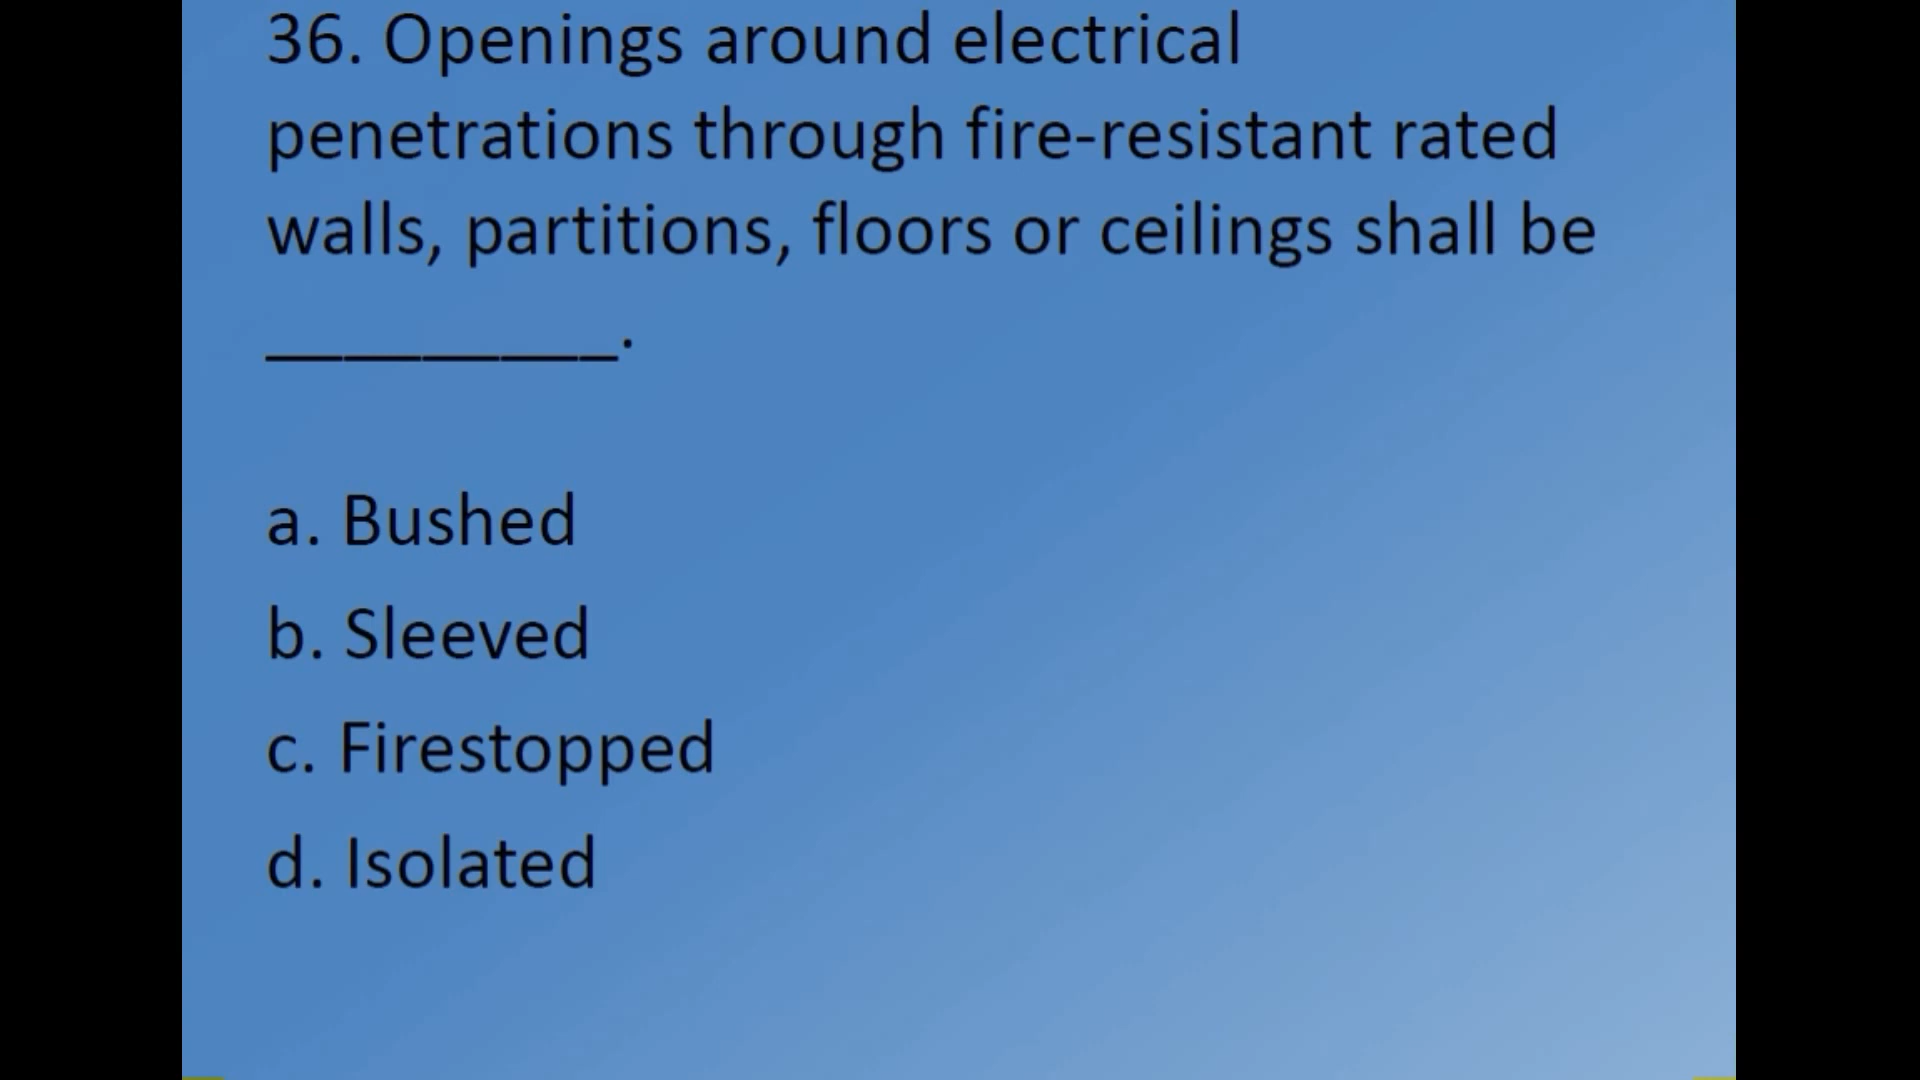 36. Openings around electrical
penetrations through fire-resistant rated
walls, partitions, floors or ceilings shall be
_________.
a. Bushed
b. Sleeved
c. Firestopped
d. Isolated